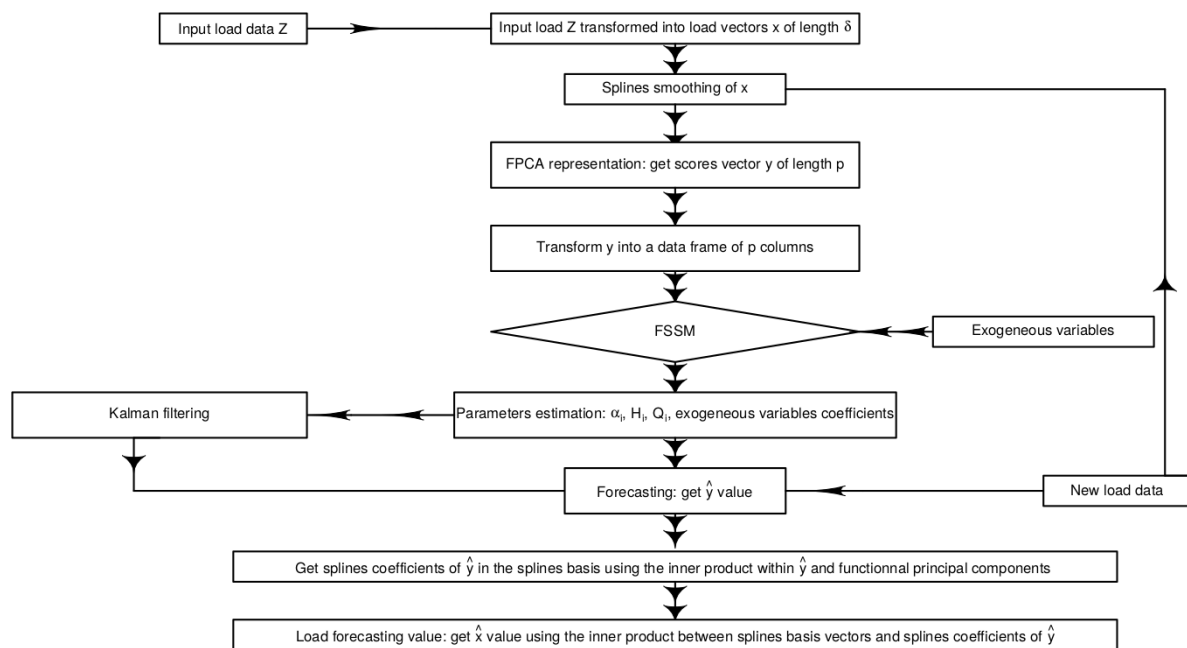 Input load data Z
Input load Z transformed into load vectors x of length δ
Splines smoothing of x
FPCA representation: get scores vector y of length p
Transform y into a data frame of p columns
FSSM
Exogeneous variables
Kalman filtering
Parameters estimation: αᵢ, Hᵢ, Qᵢ, exogeneous variables coefficients
Forecasting: get ŷ value
New load data
Get splines coefficients of ŷ in the splines basis using the inner product within ŷ and functionnal principal components
Load forecasting value: get x̂ value using the inner product between splines basis vectors and splines coefficients of ŷ